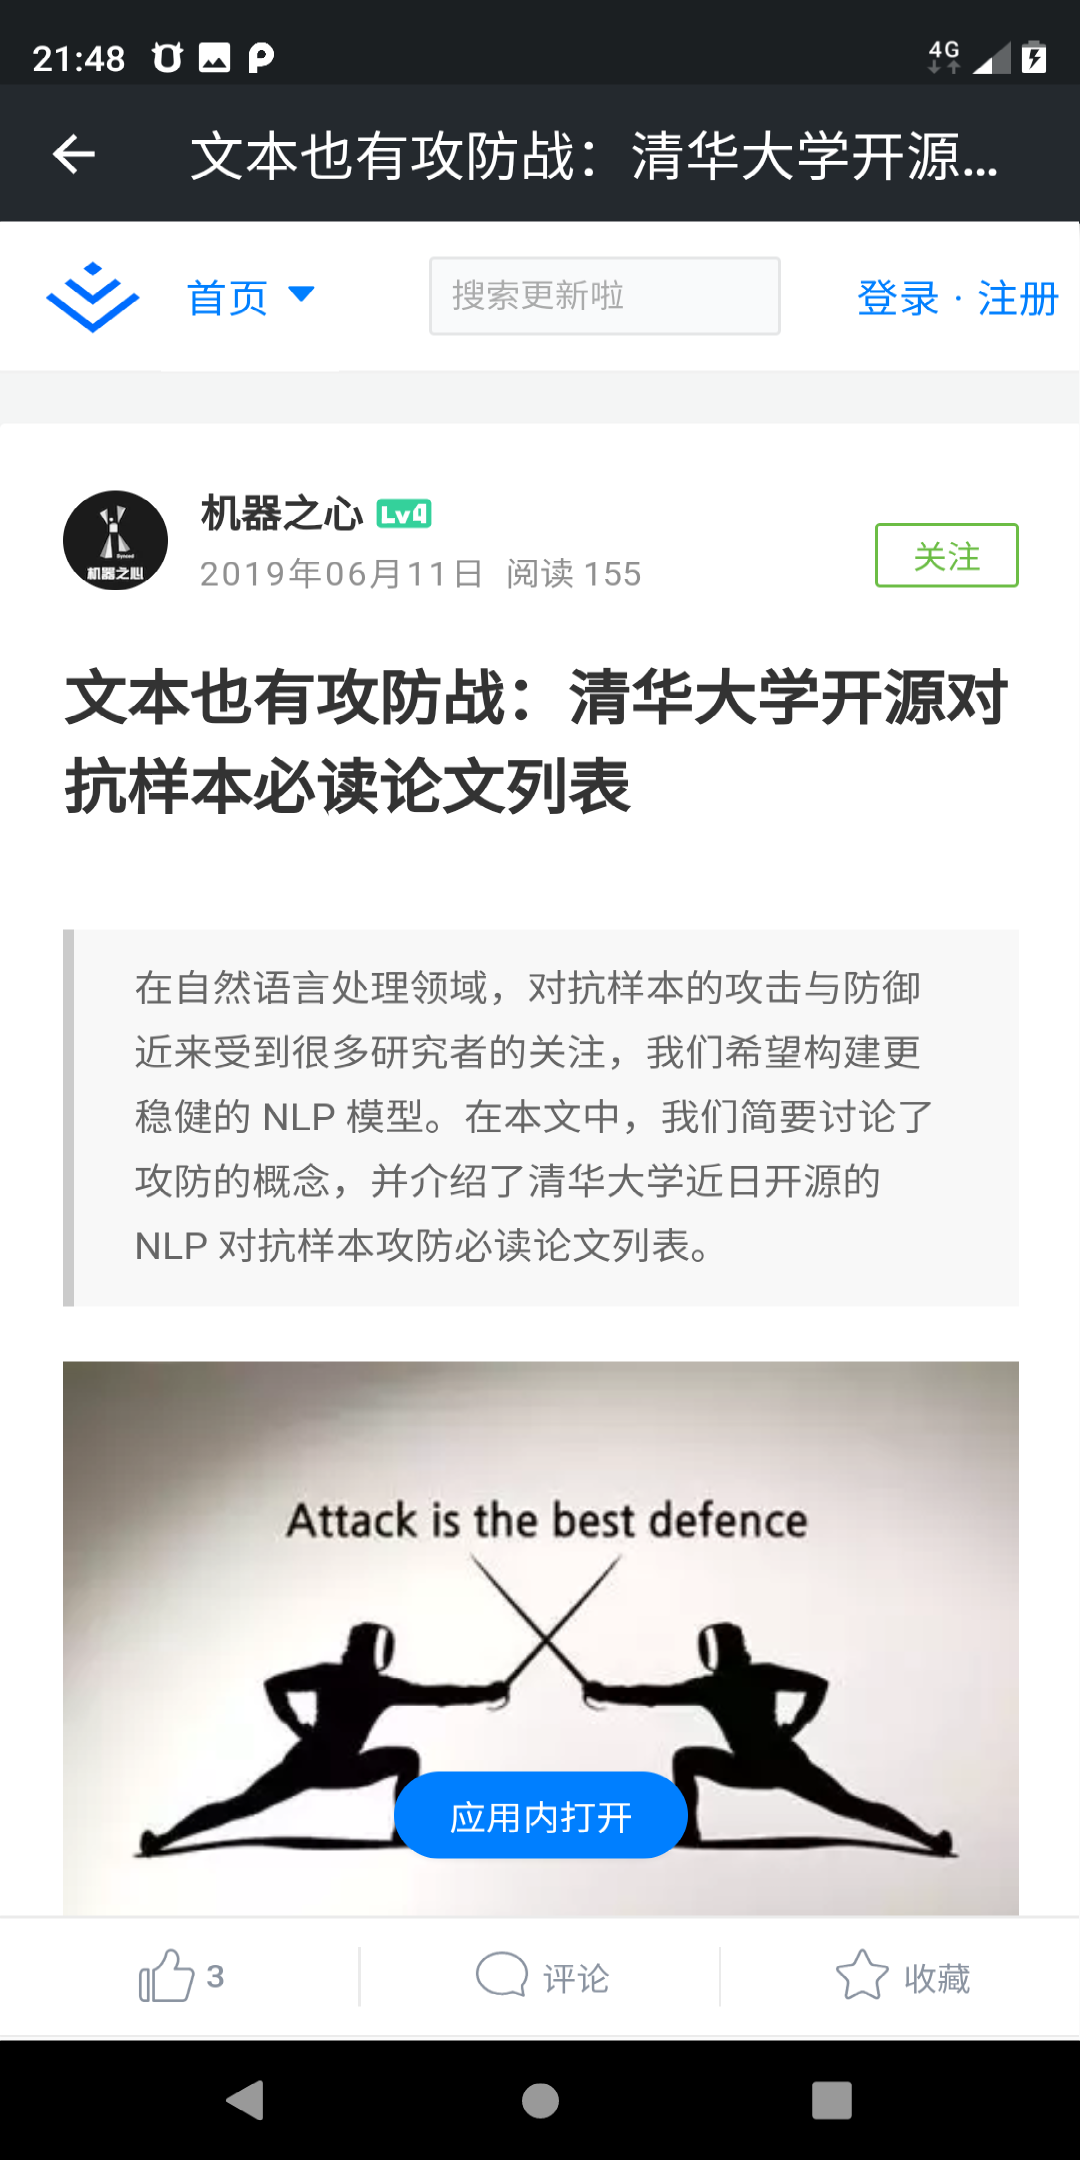 21:48
4G
文本也有攻防战：清华大学开源...
首页
搜索更新啦
登录 · 注册
机器之心 Lv4
2019年06月11日 阅读 155
关注
Synced
机器之心
文本也有攻防战：清华大学开源对
抗样本必读论文列表
在自然语言处理领域，对抗样本的攻击与防御
近来受到很多研究者的关注，我们希望构建更
稳健的 NLP 模型。在本文中，我们简要讨论了
攻防的概念，并介绍了清华大学近日开源的
NLP 对抗样本攻防必读论文列表。
Attack is the best defence
应用内打开
3
评论
收藏